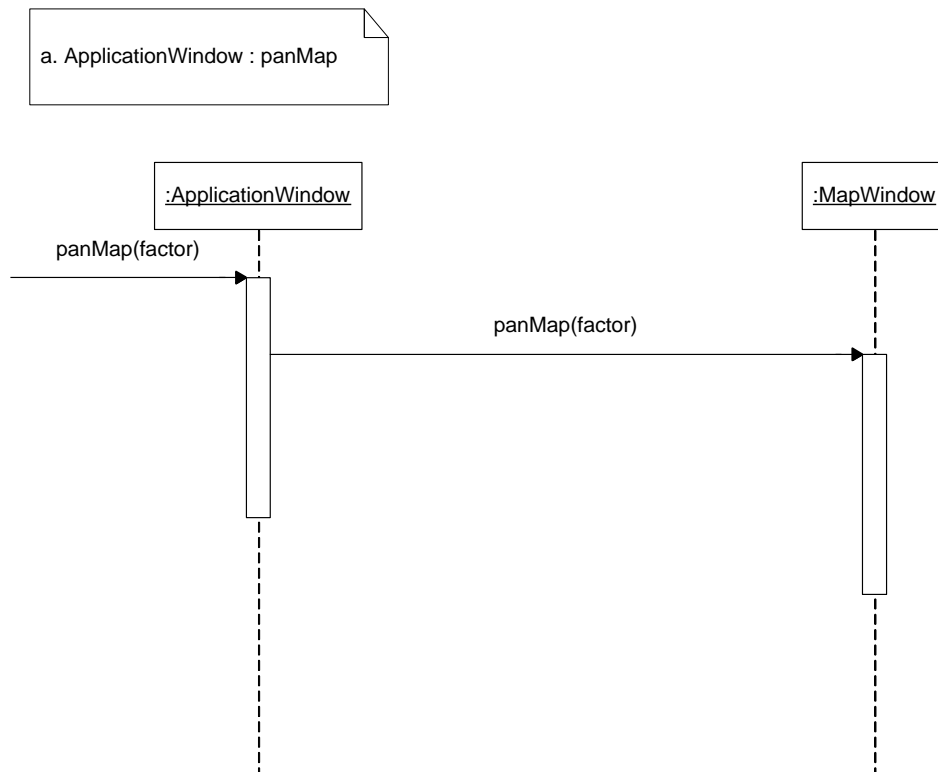 a. ApplicationWindow : panMap
:ApplicationWindow
:MapWindow
panMap(factor)
panMap(factor)